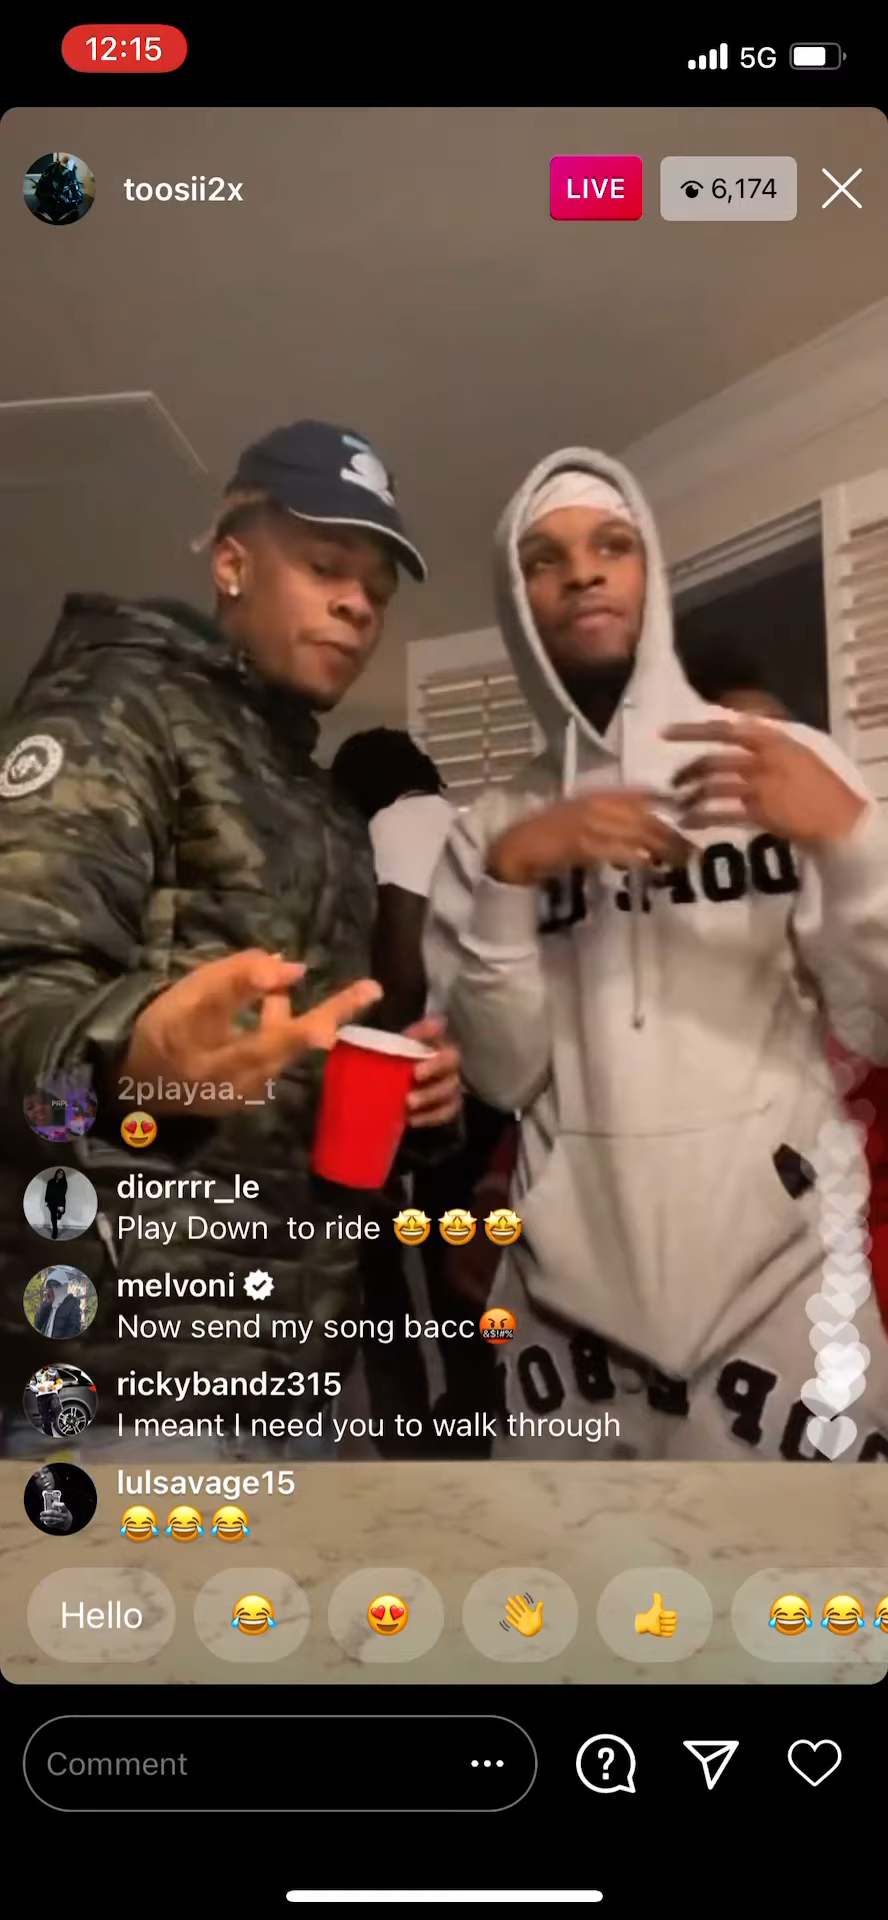 12:15
5G
toosii2x
LIVE
6,174
2playaa._t
😍
diorrrr_le
Play Down to ride 🤩🤩🤩
melvoni
Now send my song bacc🤬
rickybandz315
I meant I need you to walk through
lulsavage15
😂😂😂
Hello 😂 😍 👋 👍 😂😂😂
Comment